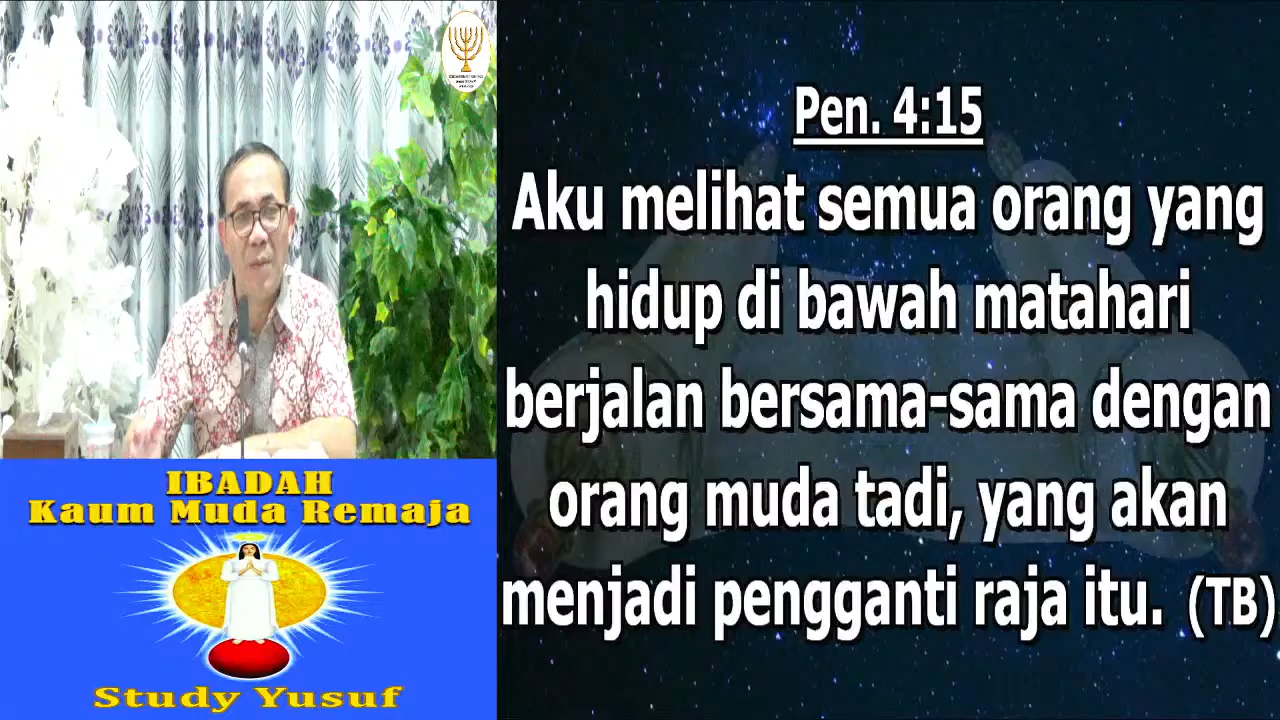 Pen. 4:15
Aku melihat semua orang yang
hidup di bawah matahari
berjalan bersama-sama dengan
orang muda tadi, yang akan
menjadi pengganti raja itu. (TB)
IBADAH
Kaum Muda Remaja
Study Yusuf